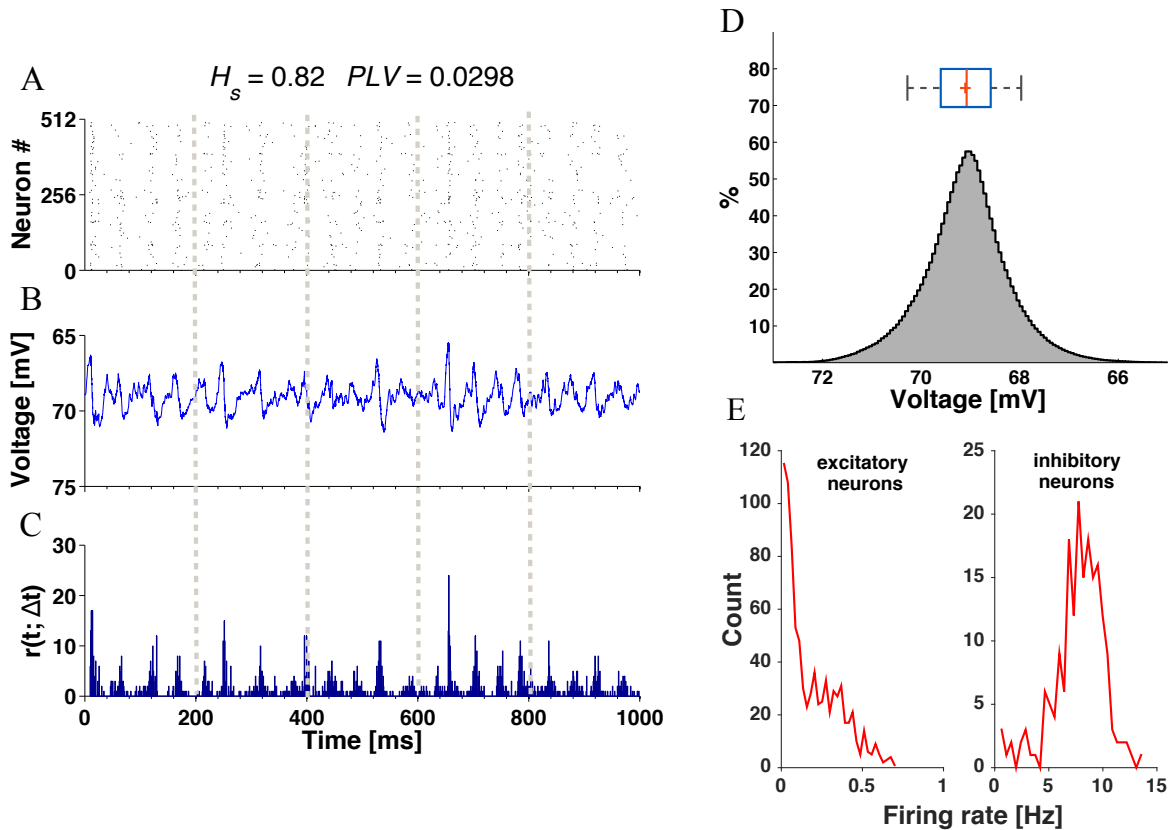 A
H_s = 0.82 PLV = 0.0298
Neuron #
512
256
0
B
Voltage [mV]
65
70
75
C
r(t; Δt)
30
20
10
0
0 200 400 600 800 1000
Time [ms]
D
%
80
70
60
50
40
30
20
10
72 70 68 66
Voltage [mV]
E
Count
120
100
80
60
40
20
0
excitatory
neurons
0 0.5 1
25
20
15
10
5
0
inhibitory
neurons
0 5 10 15
Firing rate [Hz]